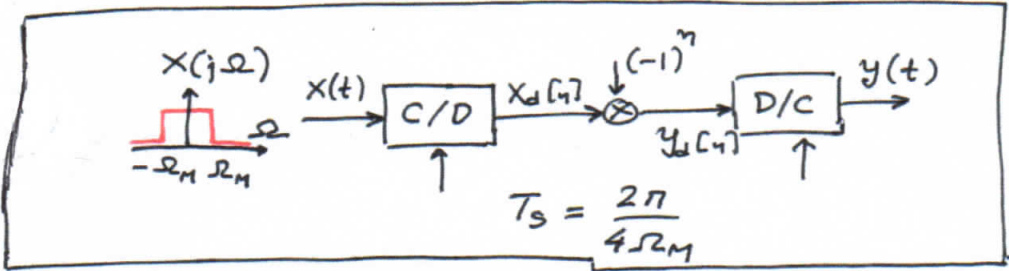 X(jΩ)
Ω
-Ω_M Ω_M
x(t)
C/D
x_d[n]
(-1)^n
y_d[n]
D/C
y(t)
T_s = 2π / 4Ω_M